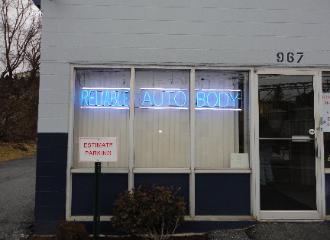 967
RELIABLE AUTO BODY
ESTIMATE
PARKING